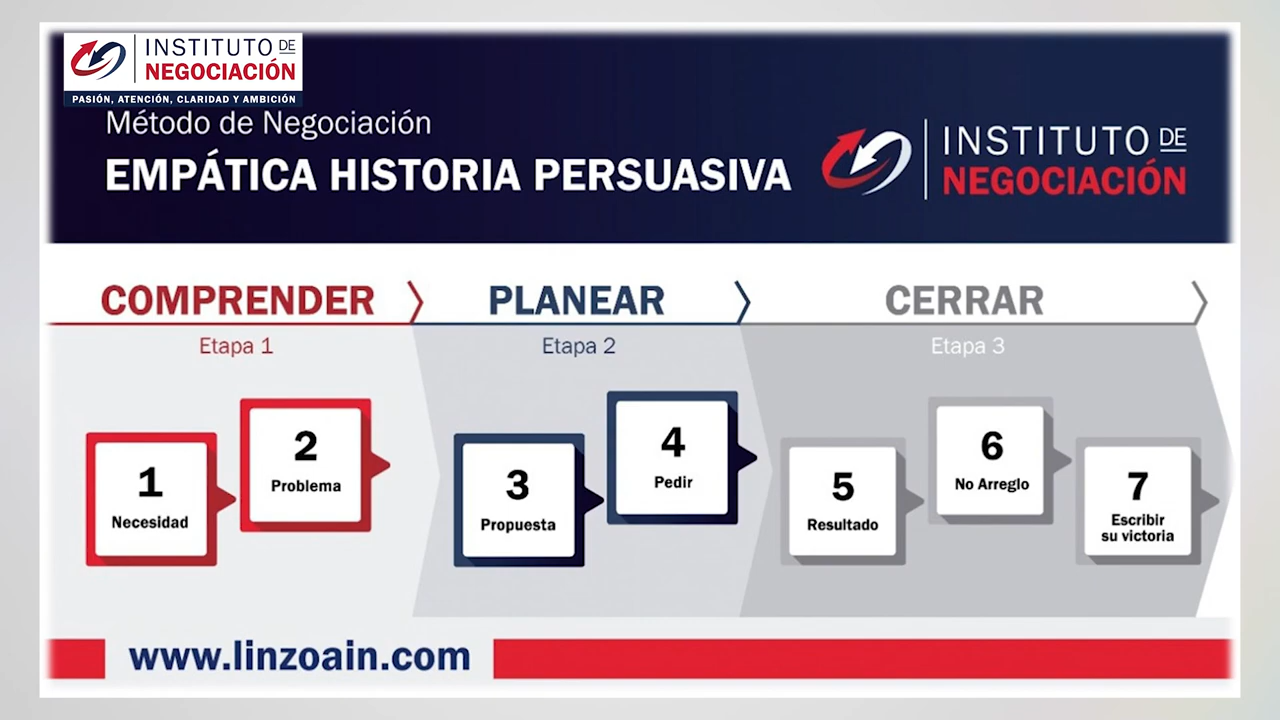 INSTITUTO DE
NEGOCIACIÓN
PASIÓN, ATENCIÓN, CLARIDAD Y AMBICIÓN
Método de Negociación
EMPÁTICA HISTORIA PERSUASIVA
INSTITUTO DE
NEGOCIACIÓN
COMPRENDER
Etapa 1
PLANEAR
Etapa 2
CERRAR
Etapa 3
1
Necesidad
2
Problema
3
Propuesta
4
Pedir
5
Resultado
6
No Arreglo
7
Escribir
su victoria
www.linzoain.com